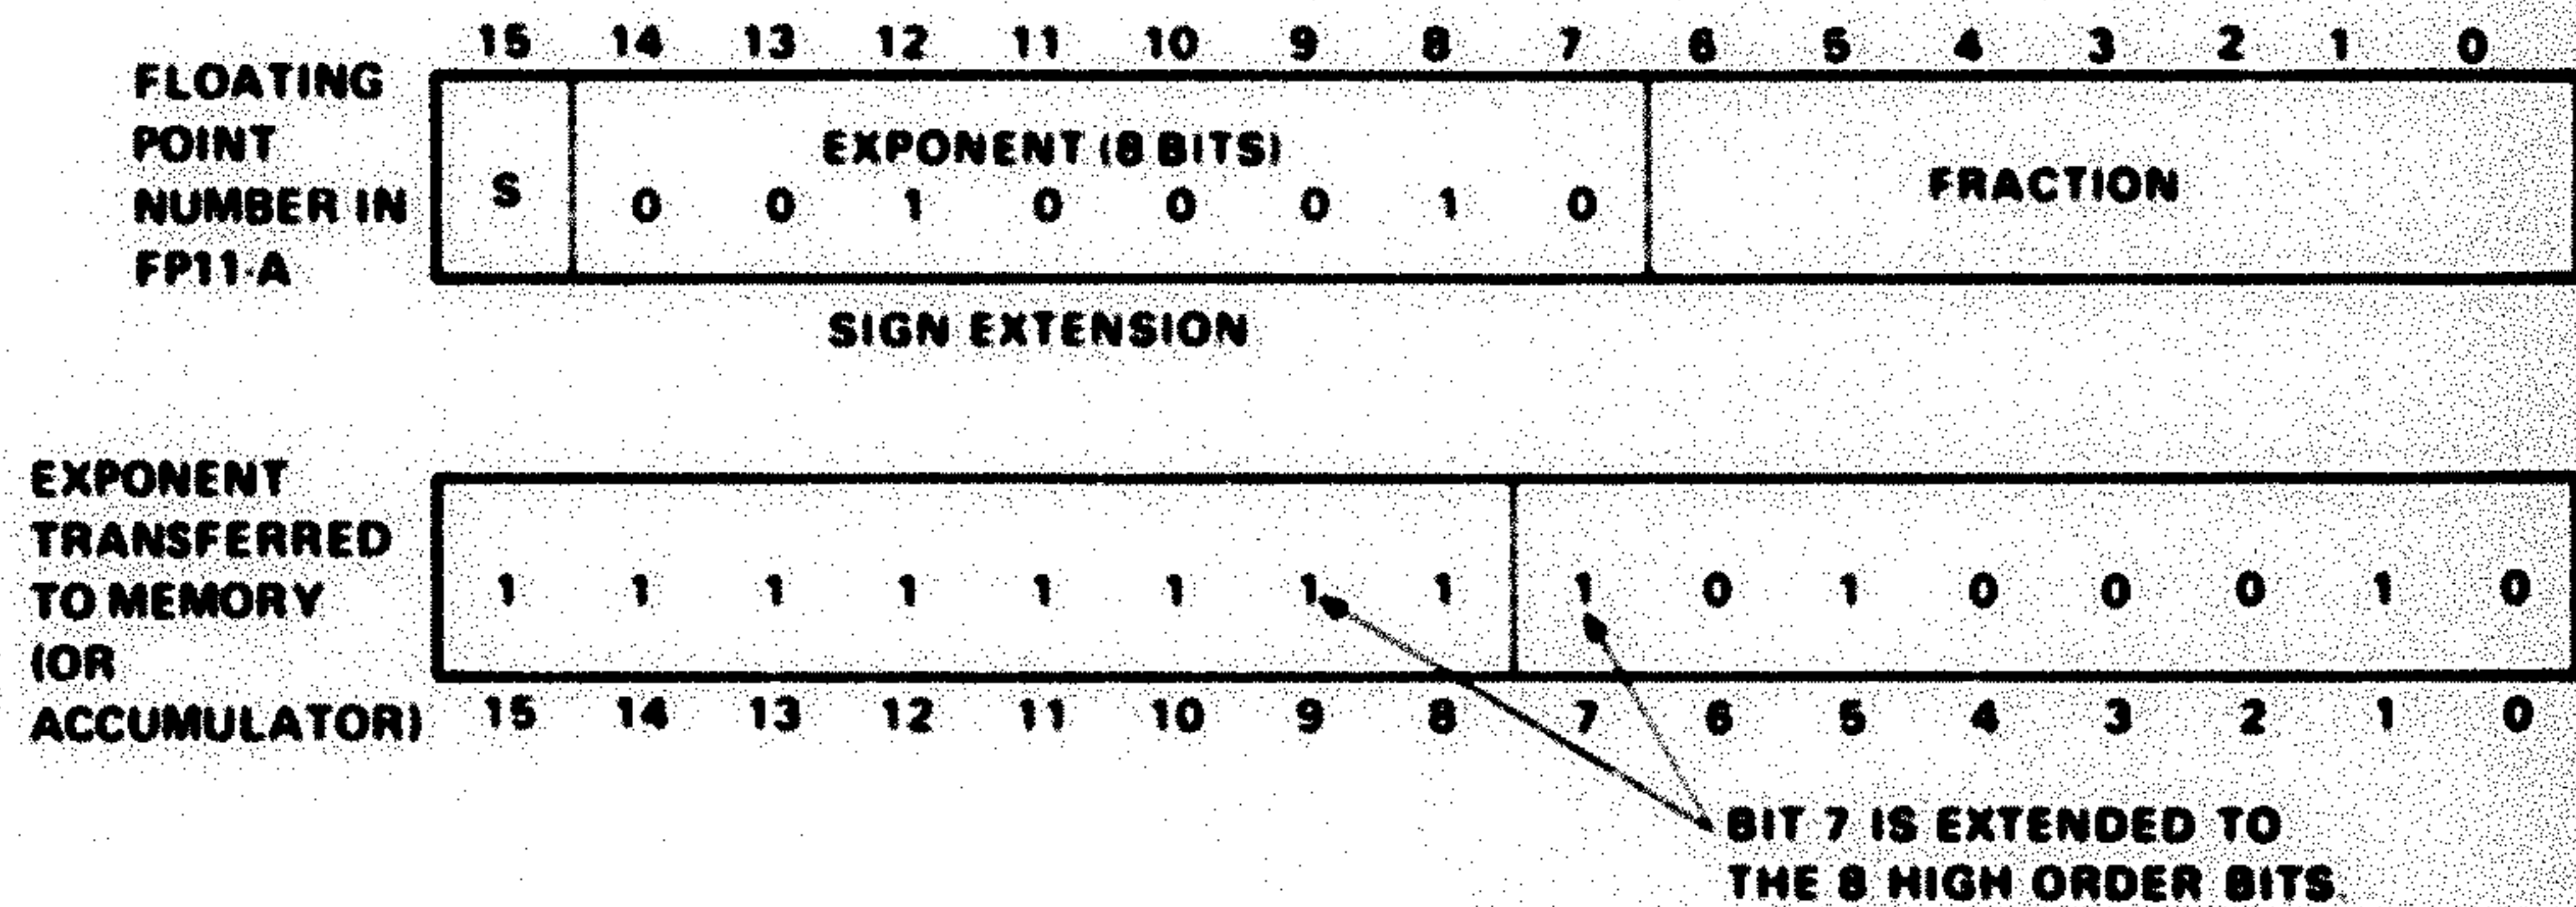 15 14 13 12 11 10 9 8 7 6 5 4 3 2 1 0
FLOATING
POINT
NUMBER IN
FP11-A
EXPONENT (8 BITS)
S 0 0 1 0 0 0 1 0
FRACTION
SIGN EXTENSION
EXPONENT
TRANSFERRED
TO MEMORY
(OR
ACCUMULATOR)
1 1 1 1 1 1 1 1 1 0 1 0 0 0 1 0
15 14 13 12 11 10 9 8 7 6 5 4 3 2 1 0
BIT 7 IS EXTENDED TO
THE 8 HIGH ORDER BITS.